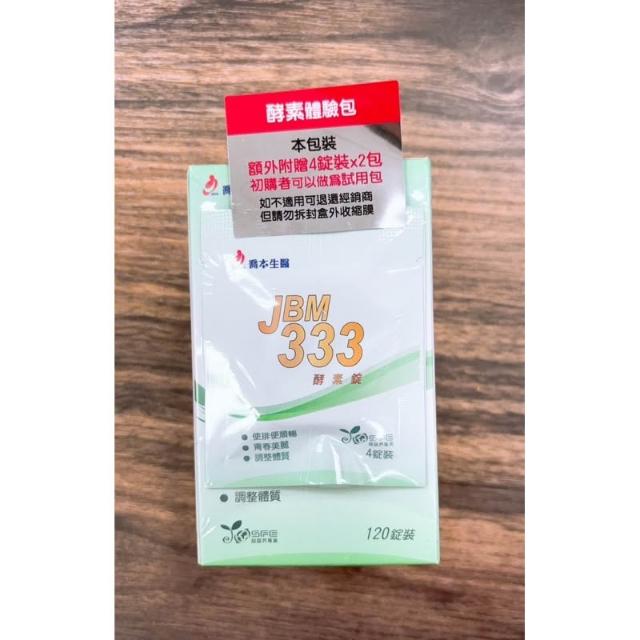 酵素體驗包
本包裝
額外附贈4錠裝x2包
初購者可以做為試用包
如不適用可退還經銷商
但請勿拆封盒外收縮膜
喬
喬本生醫
JBM
333
酵素錠
使排便順暢
青春美麗
調整體質
4錠裝
調整體質
SFE
120錠裝